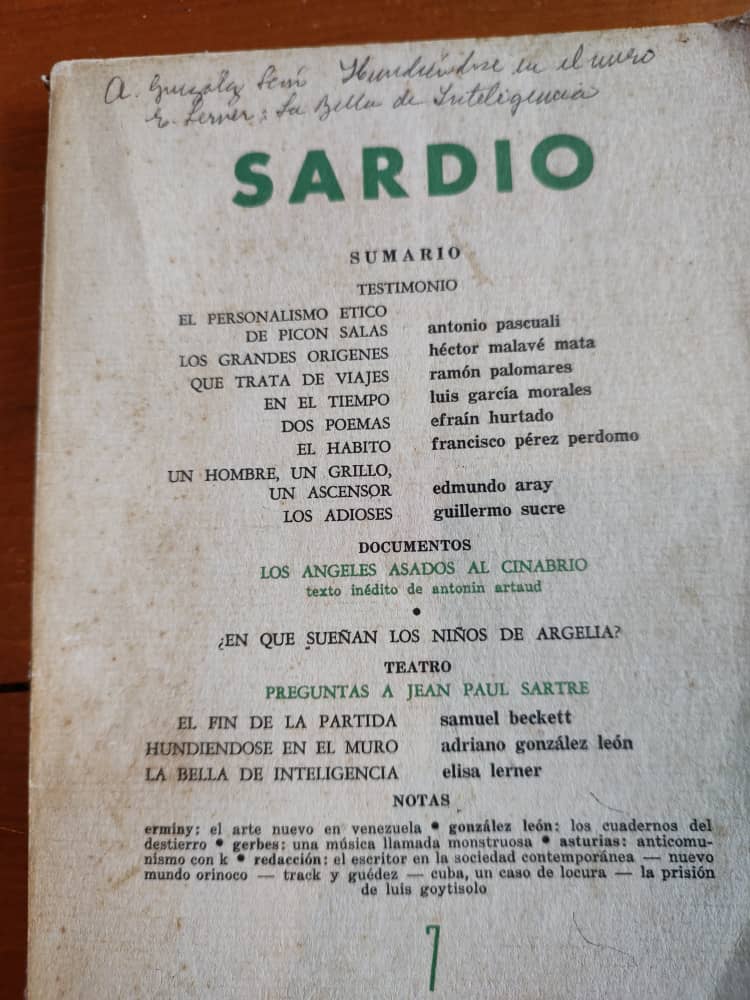 A. González León Hundiéndose en el muro
E. Lerner: La Bella de Inteligencia
SARDIO
SUMARIO
TESTIMONIO
EL PERSONALISMO ETICO
DE PICON SALAS antonio pascuali
LOS GRANDES ORIGENES héctor malavé mata
QUE TRATA DE VIAJES ramón palomares
EN EL TIEMPO luis garcía morales
DOS POEMAS efraín hurtado
EL HABITO francisco pérez perdomo
UN HOMBRE, UN GRILLO,
UN ASCENSOR edmundo aray
LOS ADIOSES guillermo sucre
DOCUMENTOS
LOS ANGELES ASADOS AL CINABRIO
texto inédito de antonin artaud
•
¿EN QUE SUEÑAN LOS NIÑOS DE ARGELIA?
TEATRO
PREGUNTAS A JEAN PAUL SARTRE
EL FIN DE LA PARTIDA samuel beckett
HUNDIENDOSE EN EL MURO adriano gonzález león
LA BELLA DE INTELIGENCIA elisa lerner
NOTAS
erminy: el arte nuevo en venezuela • gonzález león: los cuadernos del
destierro • gerbes: una música llamada monstruosa • asturias: anticomu-
nismo con k • redacción: el escritor en la sociedad contemporánea — nuevo
mundo orinoco — track y guédez — cuba, un caso de locura — la prisión
de luis goytisolo
7